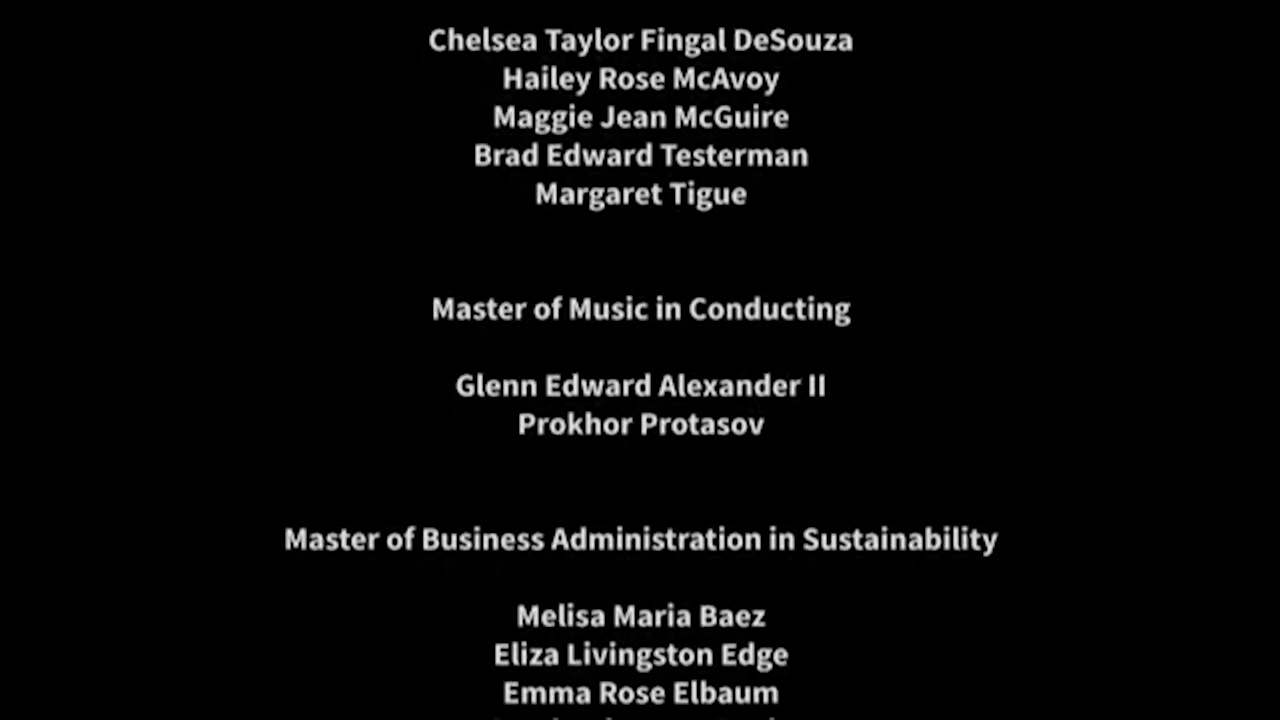 Chelsea Taylor Fingal DeSouza
Hailey Rose McAvoy
Maggie Jean McGuire
Brad Edward Testerman
Margaret Tigue
Master of Music in Conducting
Glenn Edward Alexander II
Prokhor Protasov
Master of Business Administration in Sustainability
Melisa Maria Baez
Eliza Livingston Edge
Emma Rose Elbaum